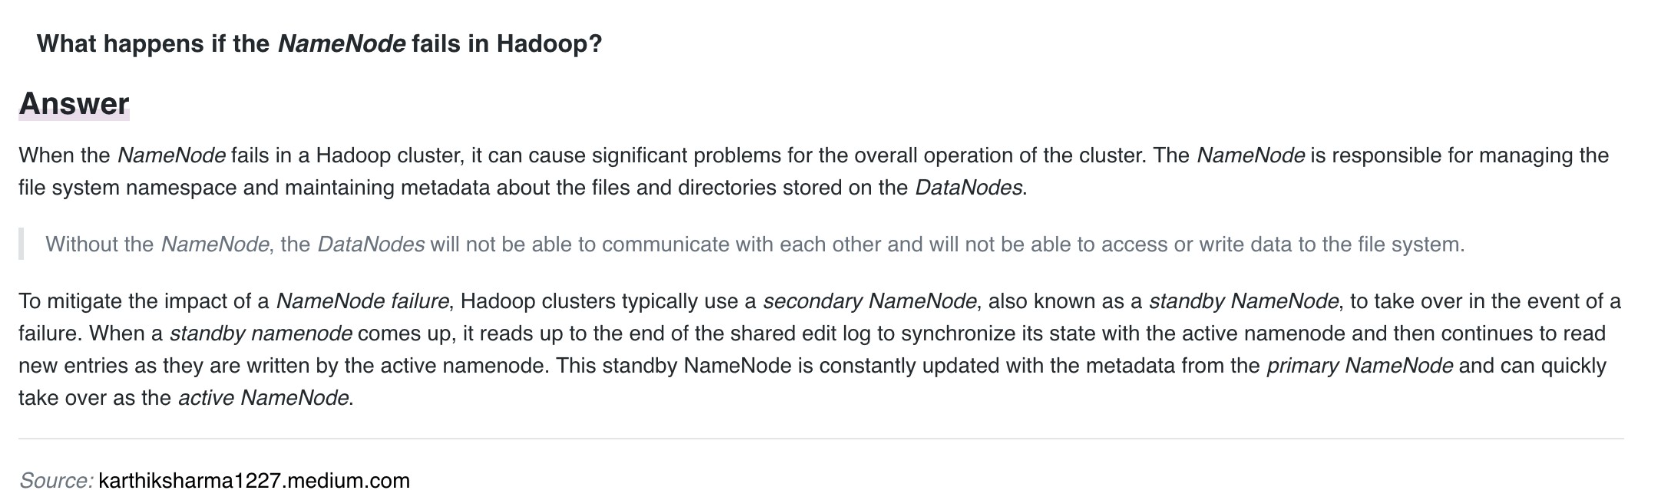 What happens if the NameNode fails in Hadoop?
Answer
When the NameNode fails in a Hadoop cluster, it can cause significant problems for the overall operation of the cluster. The NameNode is responsible for managing the
file system namespace and maintaining metadata about the files and directories stored on the DataNodes.
Without the NameNode, the DataNodes will not be able to communicate with each other and will not be able to access or write data to the file system.
To mitigate the impact of a NameNode failure, Hadoop clusters typically use a secondary NameNode, also known as a standby NameNode, to take over in the event of a
failure. When a standby namenode comes up, it reads up to the end of the shared edit log to synchronize its state with the active namenode and then continues to read
new entries as they are written by the active namenode. This standby NameNode is constantly updated with the metadata from the primary NameNode and can quickly
take over as the active NameNode.
Source: karthiksharma1227.medium.com